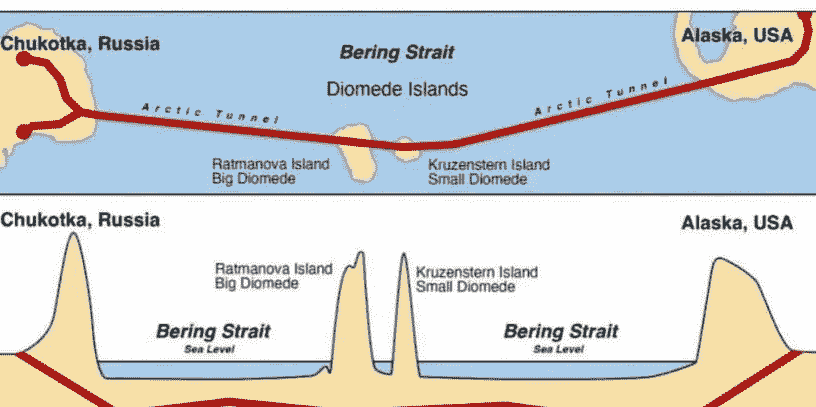 Chukotka, Russia
Bering Strait
Alaska, USA
Diomede Islands
Arctic Tunnel
Arctic Tunnel
Ratmanova Island
Big Diomede
Kruzenstern Island
Small Diomede
Chukotka, Russia
Alaska, USA
Ratmanova Island
Big Diomede
Kruzenstern Island
Small Diomede
Bering Strait
Sea Level
Bering Strait
Sea Level